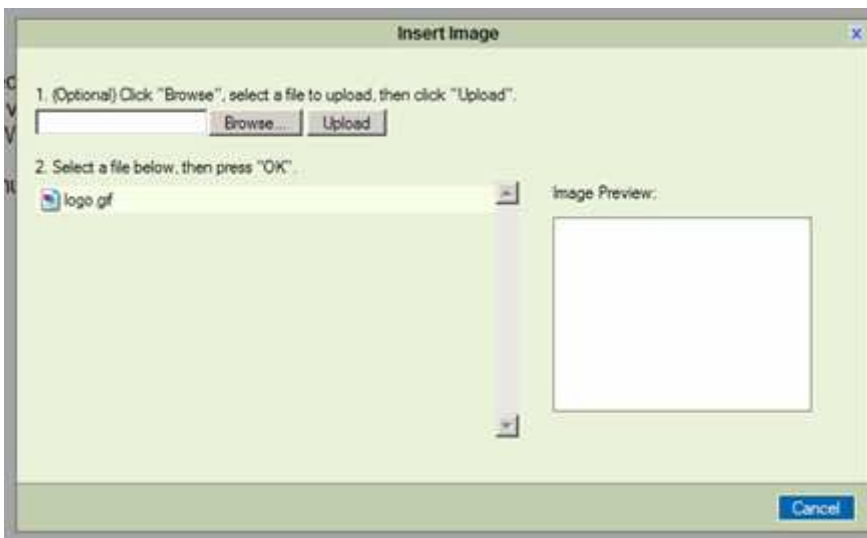 Insert Image
x
1. (Optional) Click "Browse", select a file to upload, then click "Upload".
Browse... Upload
2. Select a file below, then press "OK".
logo.gif
Image Preview:
Cancel